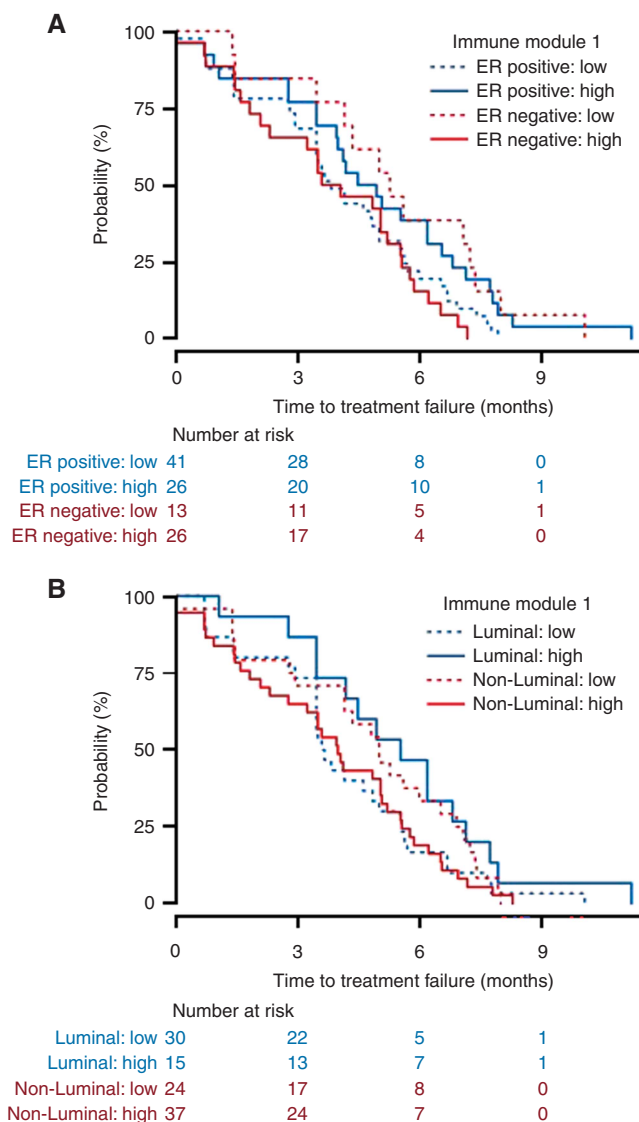 A
100
75
50
25
0
Probability (%)
Immune module 1
ER positive: low
ER positive: high
ER negative: low
ER negative: high
0 3 6 9
Time to treatment failure (months)
Number at risk
ER positive: low 41 28 8 0
ER positive: high 26 20 10 1
ER negative: low 13 11 5 1
ER negative: high 26 17 4 0
B
100
75
50
25
0
Probability (%)
Immune module 1
Luminal: low
Luminal: high
Non-Luminal: low
Non-Luminal: high
0 3 6 9
Time to treatment failure (months)
Number at risk
Luminal: low 30 22 5 1
Luminal: high 15 13 7 1
Non-Luminal: low 24 17 8 0
Non-Luminal: high 37 24 7 0